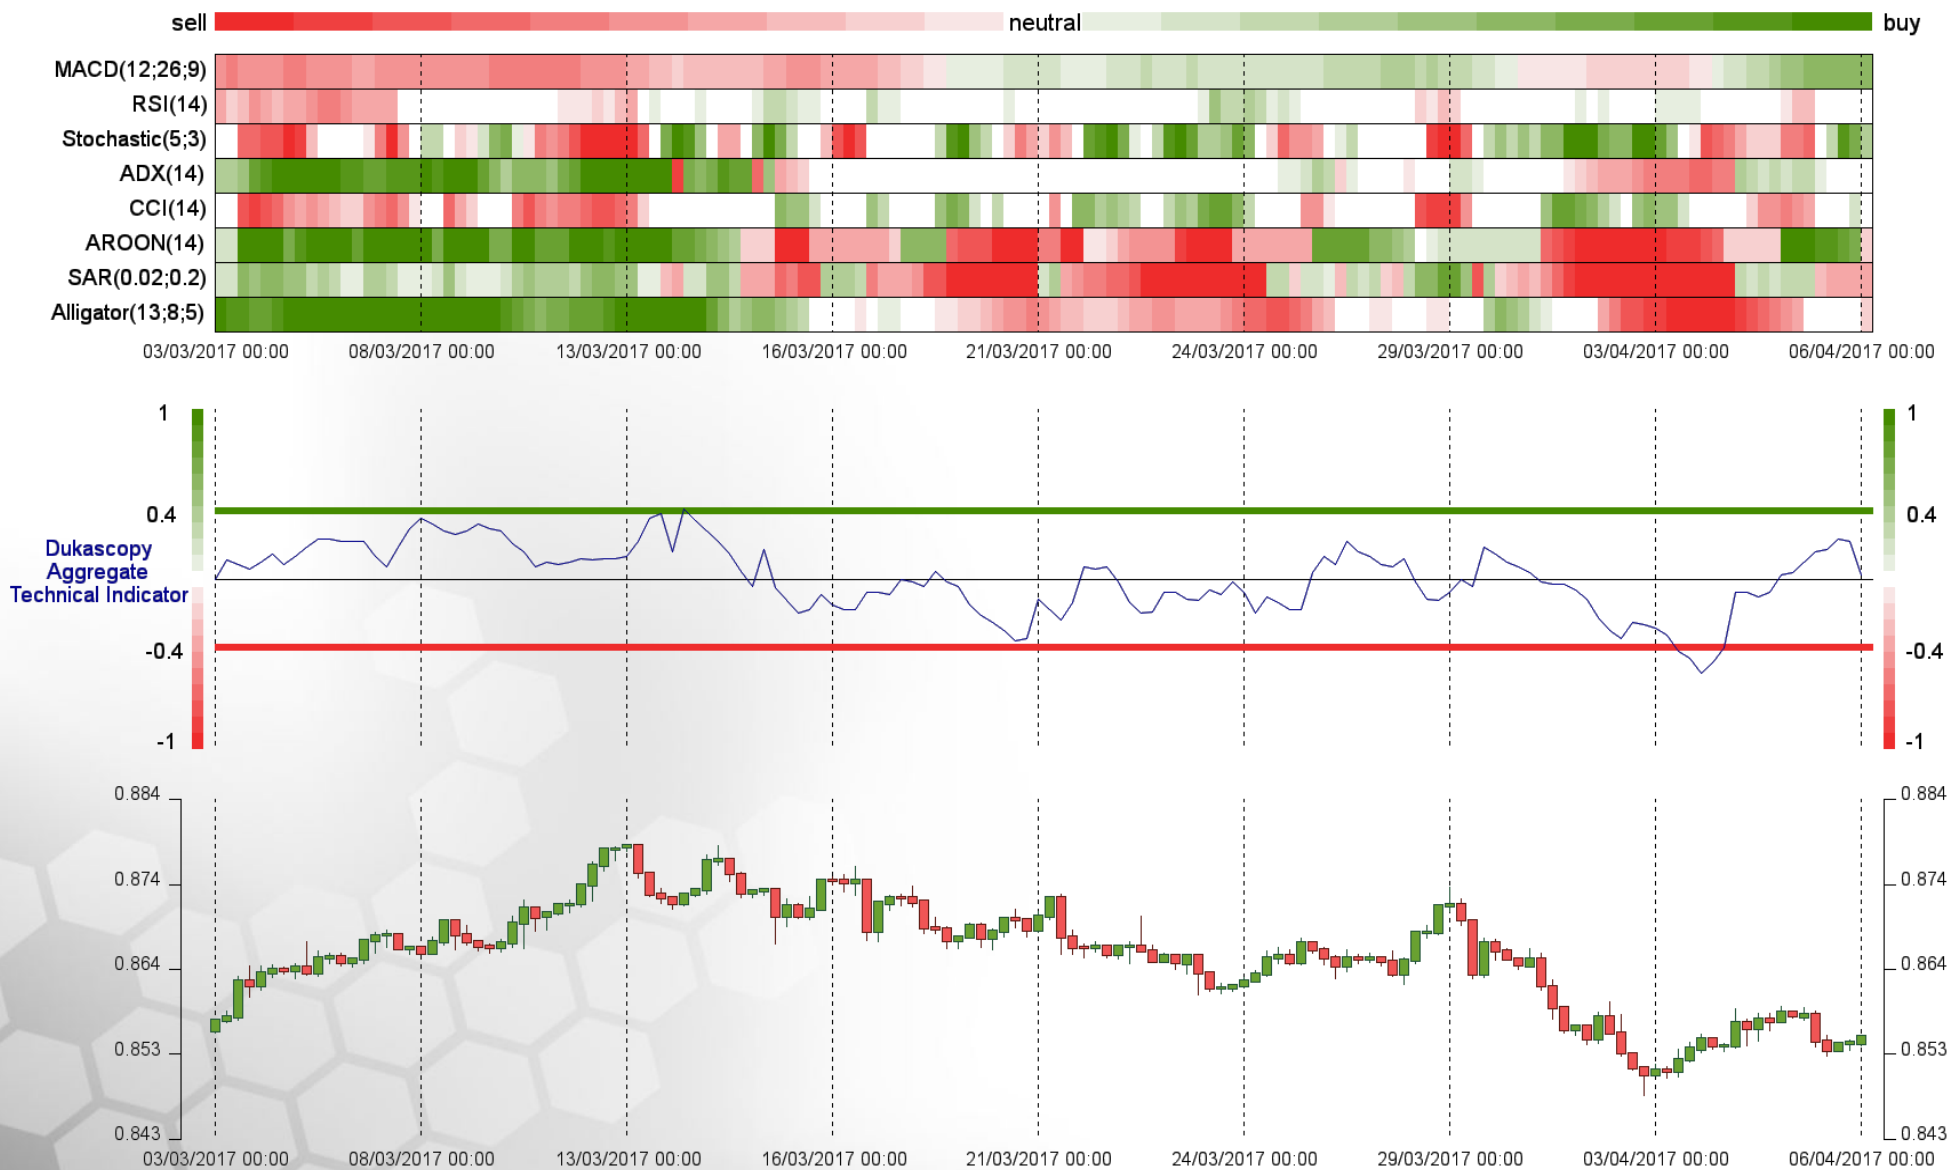 sell neutral buy
MACD(12;26;9)
RSI(14)
Stochastic(5;3)
ADX(14)
CCI(14)
AROON(14)
SAR(0.02;0.2)
Alligator(13;8;5)
03/03/2017 00:00 08/03/2017 00:00 13/03/2017 00:00 16/03/2017 00:00 21/03/2017 00:00 24/03/2017 00:00 29/03/2017 00:00 03/04/2017 00:00 06/04/2017 00:00
1 1
0.4 0.4
Dukascopy
Aggregate
Technical Indicator
-0.4 -0.4
-1 -1
0.884 0.884
0.874 0.874
0.864 0.864
0.853 0.853
0.843 0.843
03/03/2017 00:00 08/03/2017 00:00 13/03/2017 00:00 16/03/2017 00:00 21/03/2017 00:00 24/03/2017 00:00 29/03/2017 00:00 03/04/2017 00:00 06/04/2017 00:00